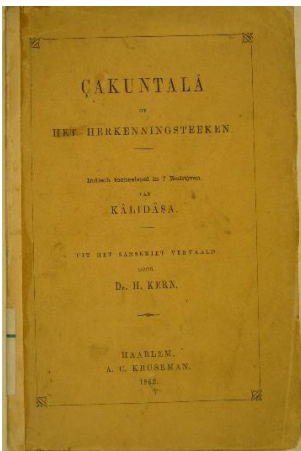 ÇAKUNTALÂ
OF
HET HERKENNINGSTEEKEN.
Indisch tooneelspel in 7 Bedrijven
VAN
KÂLIDÂSA.
UIT HET SANSKRIET VERTAALD
DOOR
Dr. H. KERN.
HAARLEM,
A. C. KRUSEMAN.
1862.